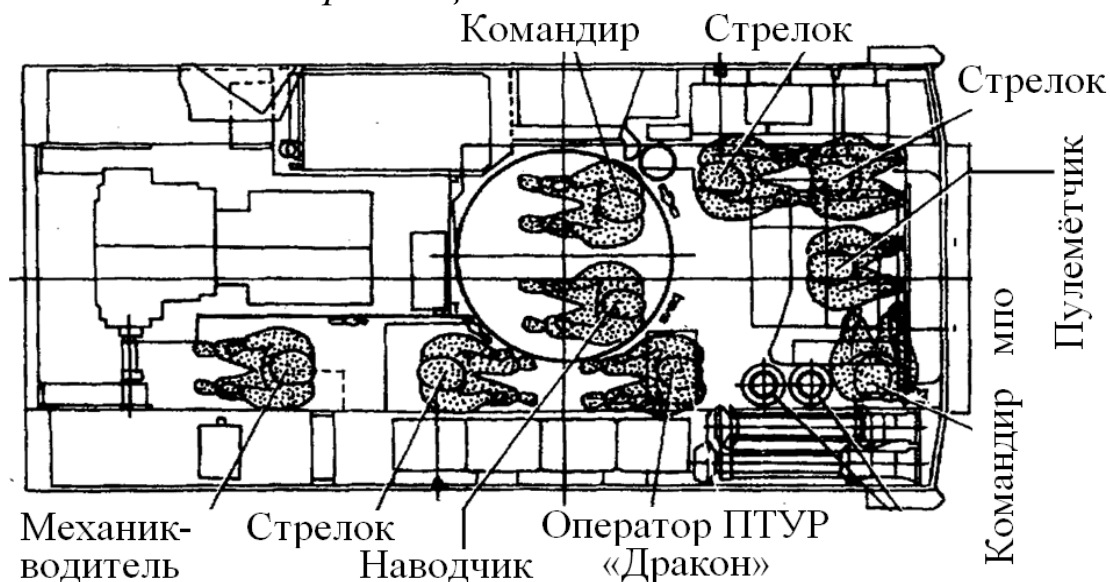 Командир
Стрелок
Стрелок
Пулемётчик
Командир мпо
Механик-
водитель
Стрелок
Наводчик
Оператор ПТУР
«Дракон»